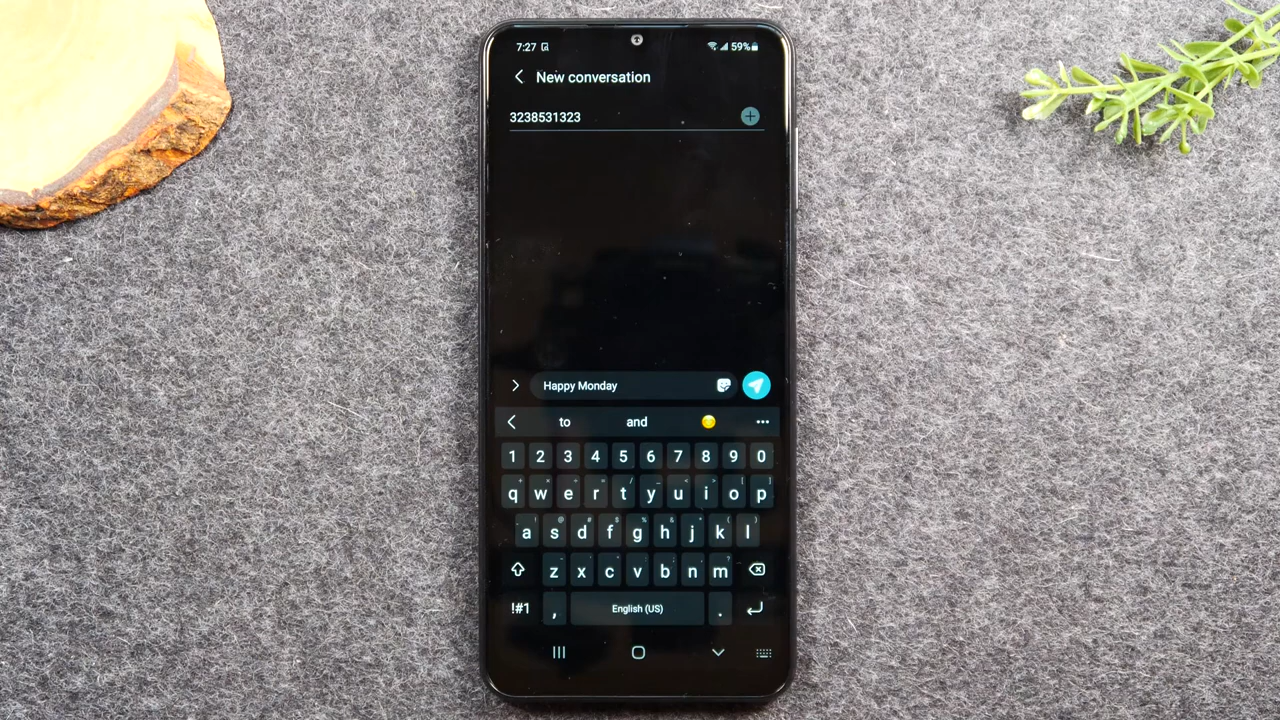 7:27 59%
New conversation
3238531323
Happy Monday
to and
1 2 3 4 5 6 7 8 9 0
q w e r t y u i o p
a s d f g h j k l
z x c v b n m
!#1 , English (US) .